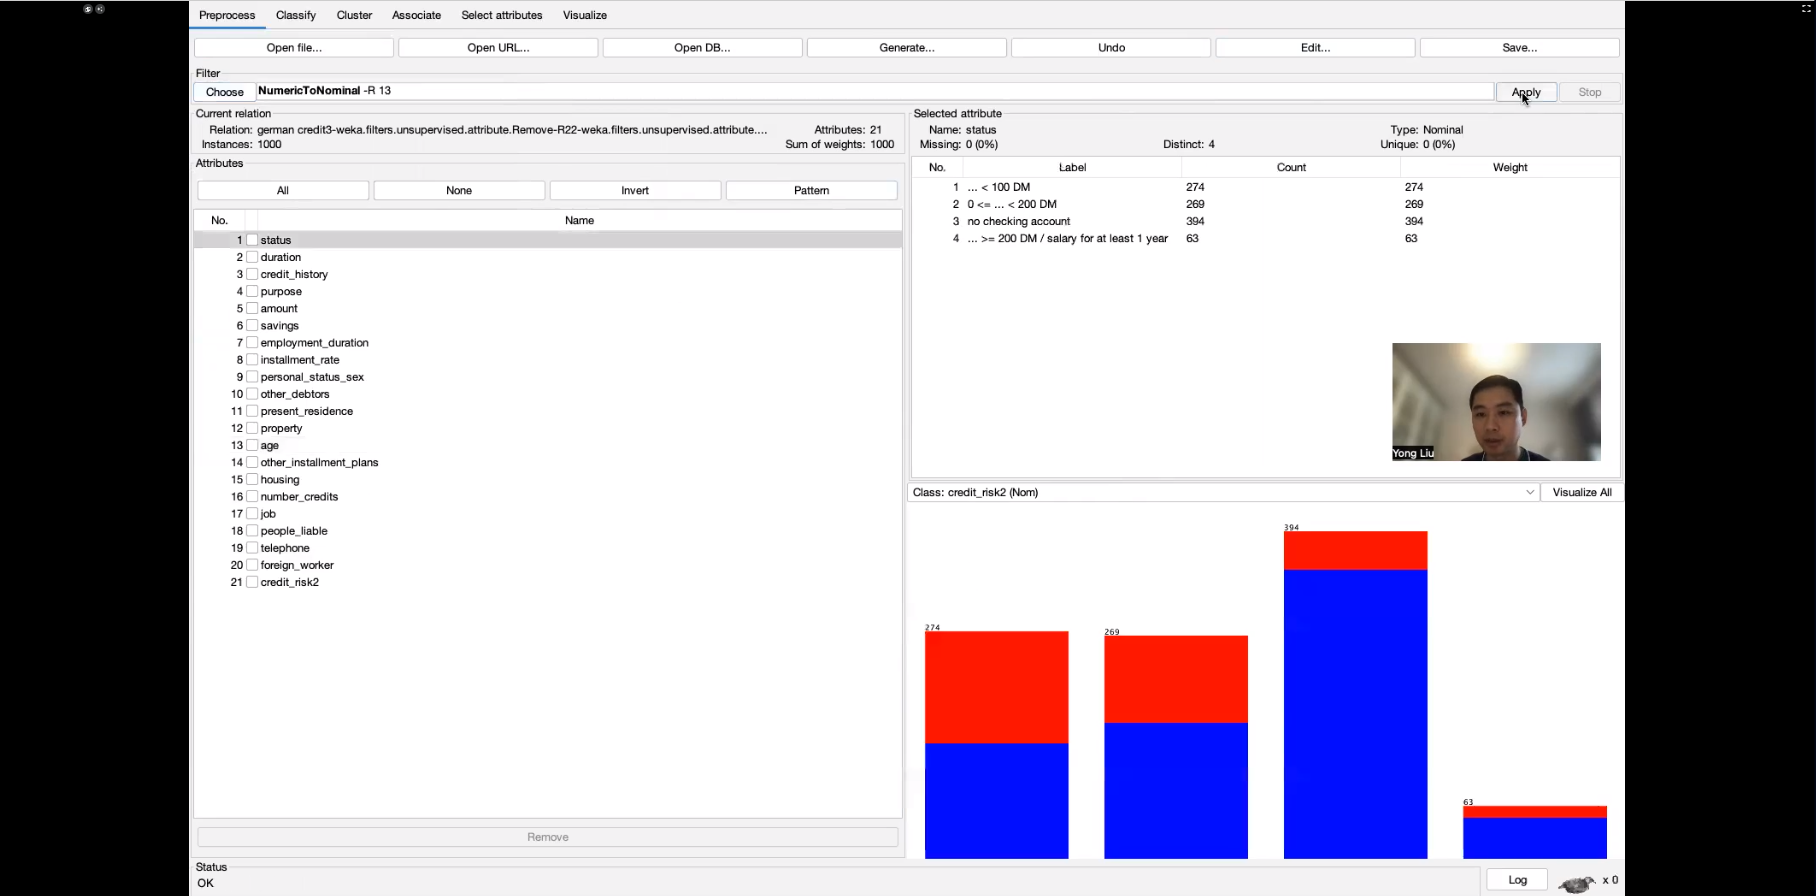 Preprocess Classify Cluster Associate Select attributes Visualize
Open file... Open URL... Open DB... Generate... Undo Edit... Save...
Filter
Choose NumericToNominal -R 13 Apply Stop
Current relation
Relation: german credit3-weka.filters.unsupervised.attribute.Remove-R22-weka.filters.unsupervised.attribute.... Attributes: 21
Instances: 1000 Sum of weights: 1000
Attributes
All None Invert Pattern
No. Name
1 status
2 duration
3 credit_history
4 purpose
5 amount
6 savings
7 employment_duration
8 installment_rate
9 personal_status_sex
10 other_debtors
11 present_residence
12 property
13 age
14 other_installment_plans
15 housing
16 number_credits
17 job
18 people_liable
19 telephone
20 foreign_worker
21 credit_risk2
Remove
Selected attribute
Name: status Type: Nominal
Missing: 0 (0%) Distinct: 4 Unique: 0 (0%)
No. Label Count Weight
1 ... < 100 DM 274 274
2 0 <= ... < 200 DM 269 269
3 no checking account 394 394
4 ... >= 200 DM / salary for at least 1 year 63 63
Yong Liu
Class: credit_risk2 (Nom) Visualize All
274
269
394
63
Status
OK
Log x 0